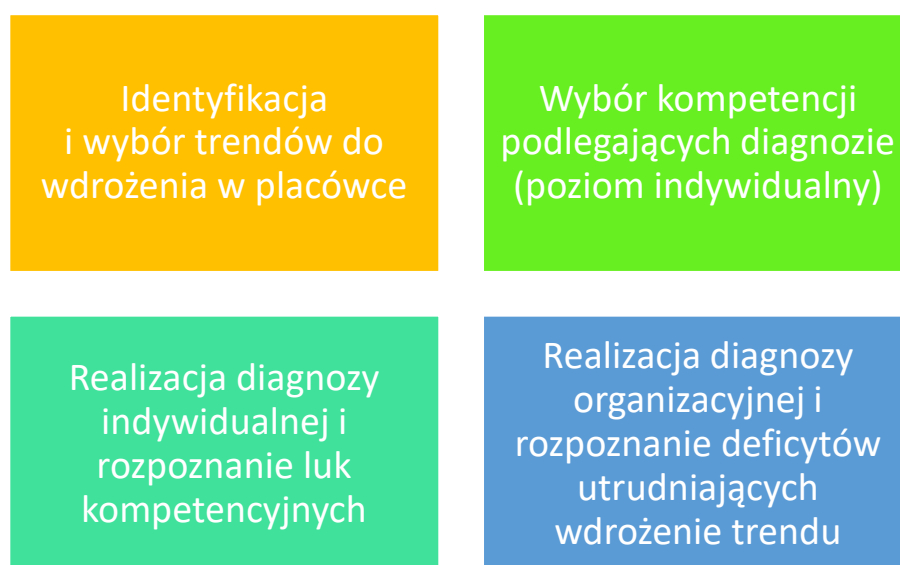 Identyfikacja
i wybór trendów do
wdrożenia w placówce
Wybór kompetencji
podlegających diagnozie
(poziom indywidualny)
Realizacja diagnozy
indywidualnej i
rozpoznanie luk
kompetencyjnych
Realizacja diagnozy
organizacyjnej i
rozpoznanie deficytów
utrudniających
wdrożenie trendu